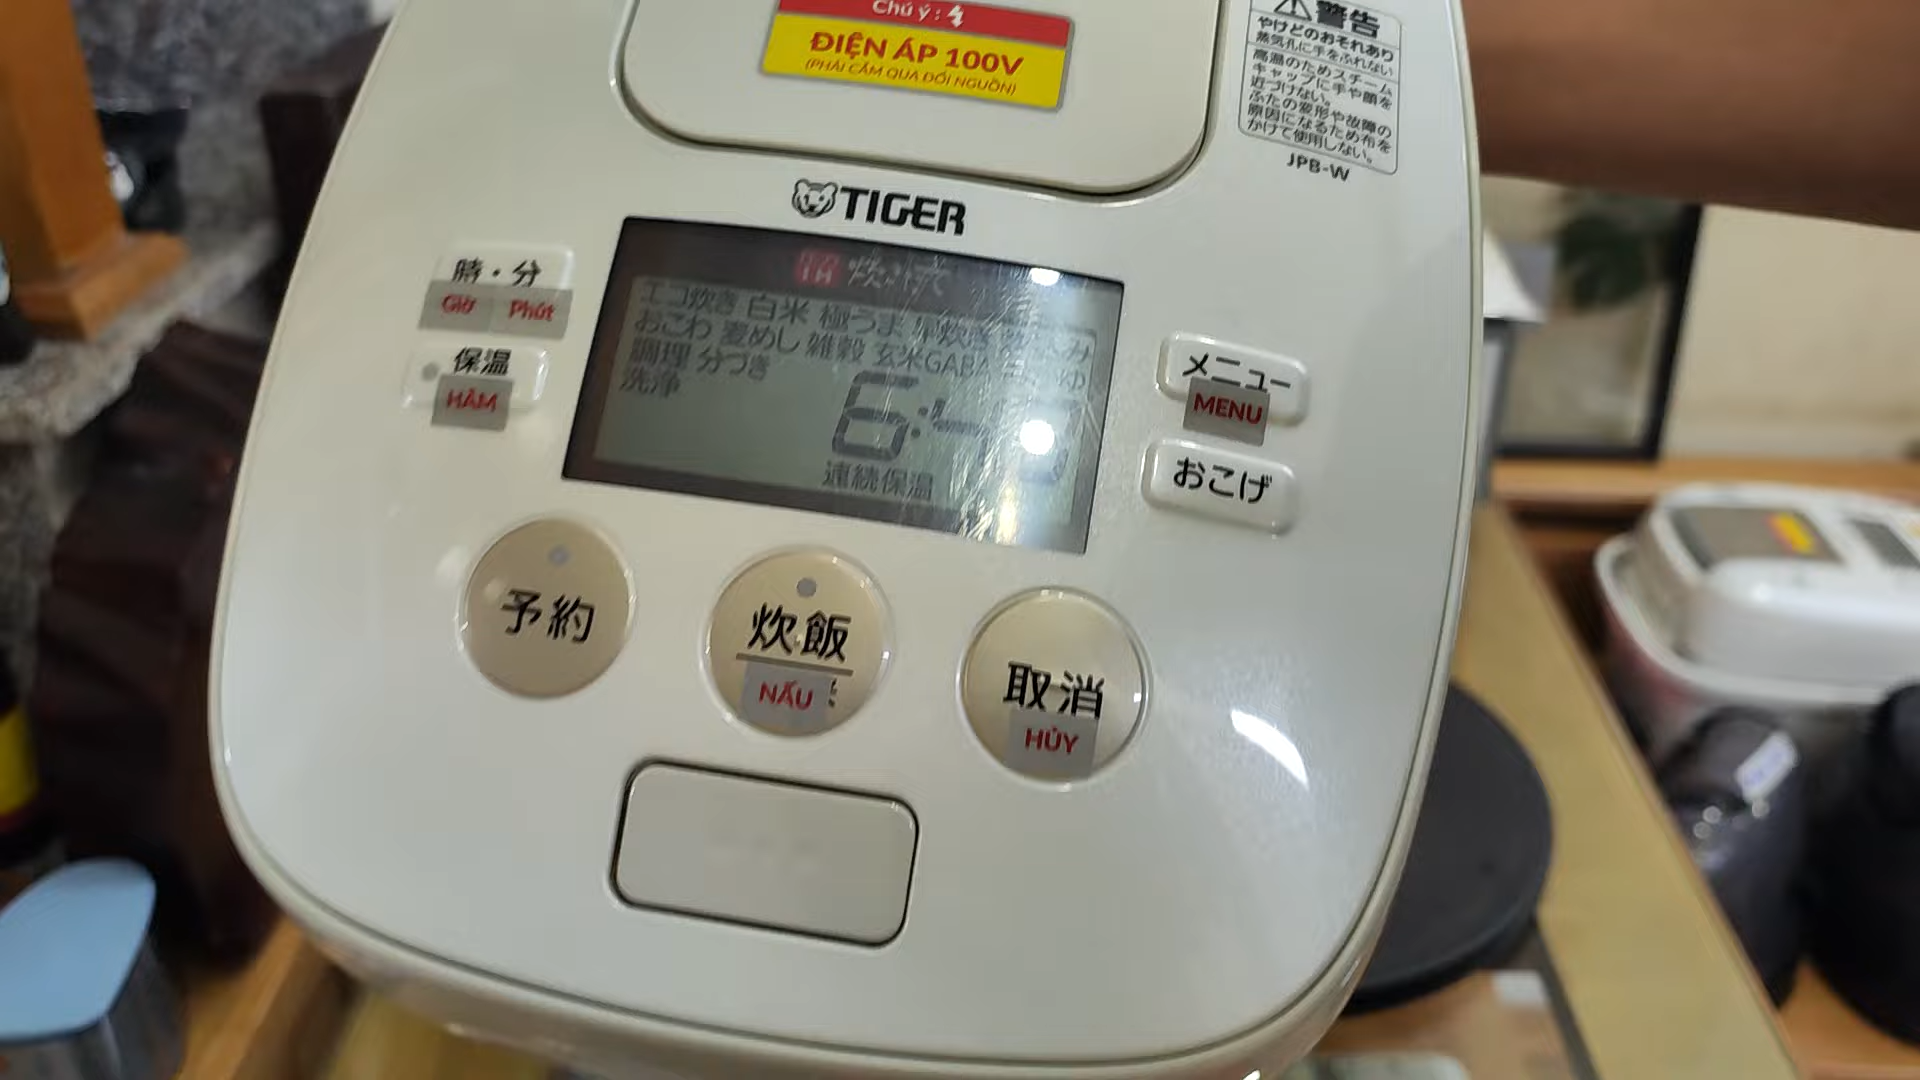 Chú ý :
ĐIỆN ÁP 100V
(PHẢI CẮM QUA ĐỔI NGUỒN)
警告
やけどのおそれあり
蒸気孔に手をふれない
高温のためスチーム
キャップに手や顔を
近づけない。
ふたの変形や故障の
原因になるため布を
かけて使用しない。
JPB-W
TIGER
時・分
Giờ Phút
保温
HÂM
IH
エコ炊き 白米 極うま
おこわ 麦めし 雑穀 玄米GABA
調理 分づき
洗浄
連続保温
メニュー
MENU
おこげ
予約
炊飯
NẤU
取消
HỦY